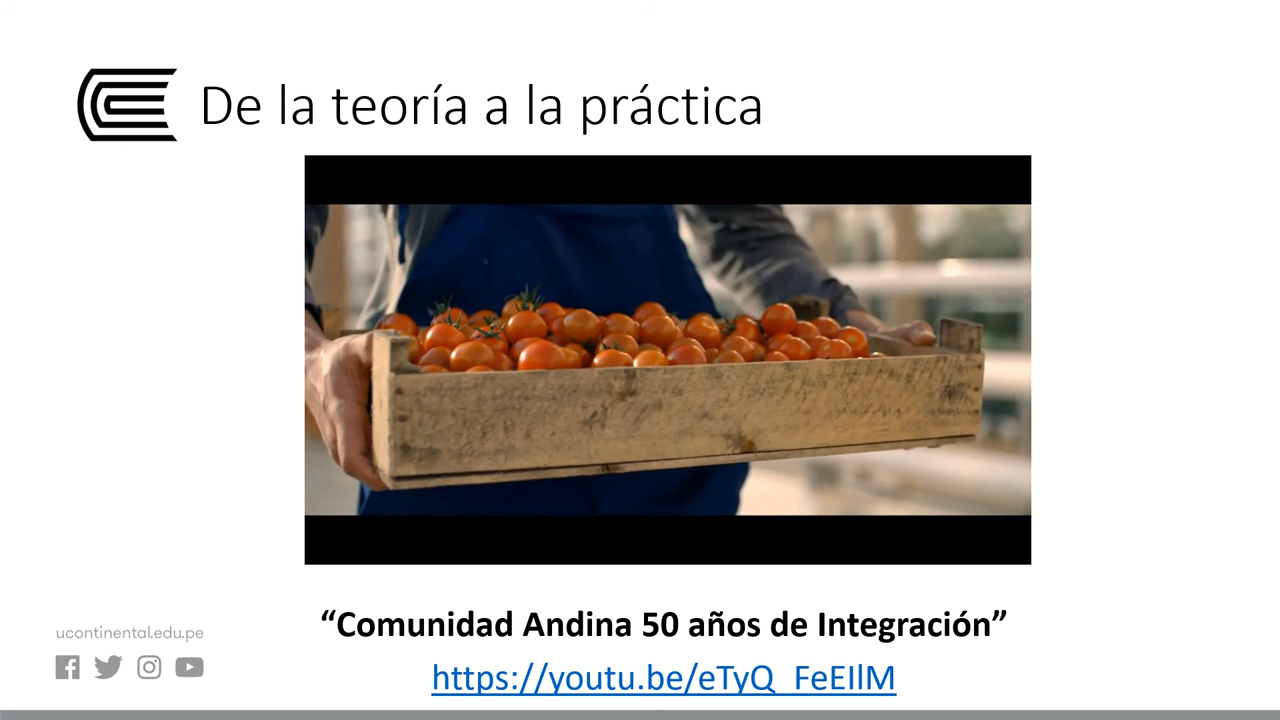 De la teoría a la práctica
“Comunidad Andina 50 años de Integración”
ucontinental.edu.pe
https://youtu.be/eTyQ_FeEIlM